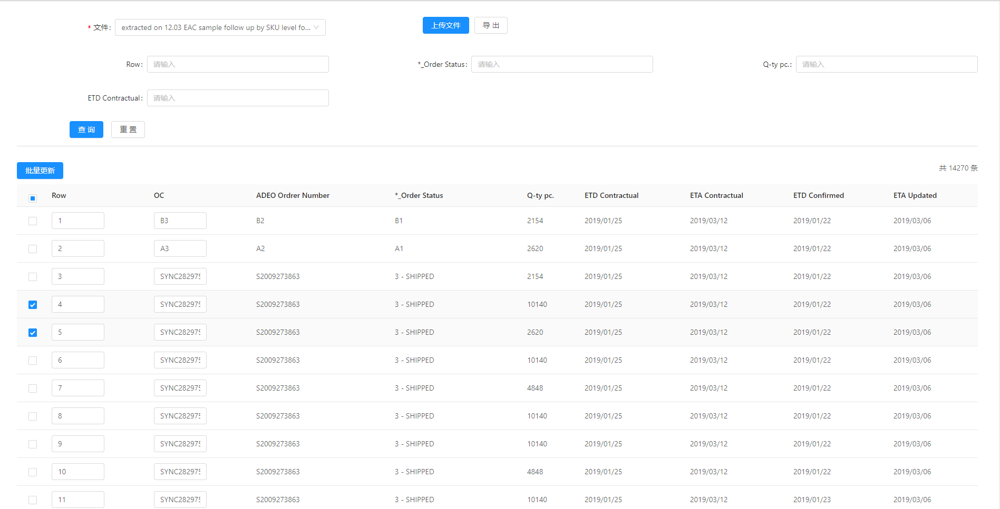 * 文件: extracted on 12.03 EAC sample follow up by SKU level fo... 上传文件 导 出
Row: 请输入 *_Order Status: 请输入 Q-ty pc.: 请输入
ETD Contractual: 请输入
查 询 重 置
批量更新 共 14270 条
Row OC ADEO Ordrer Number *_Order Status Q-ty pc. ETD Contractual ETA Contractual ETD Confirmed ETA Updated
1 B3 B2 B1 2154 2019/01/25 2019/03/12 2019/01/22 2019/03/06
2 A3 A2 A1 2620 2019/01/25 2019/03/12 2019/01/22 2019/03/06
3 SYNC282975 S2009273863 3 - SHIPPED 2154 2019/01/25 2019/03/12 2019/01/22 2019/03/06
4 SYNC282975 S2009273863 3 - SHIPPED 10140 2019/01/25 2019/03/12 2019/01/22 2019/03/06
5 SYNC282975 S2009273863 3 - SHIPPED 2620 2019/01/25 2019/03/12 2019/01/22 2019/03/06
6 SYNC282975 S2009273863 3 - SHIPPED 10140 2019/01/25 2019/03/12 2019/01/22 2019/03/06
7 SYNC282975 S2009273863 3 - SHIPPED 4848 2019/01/25 2019/03/12 2019/01/22 2019/03/06
8 SYNC282975 S2009273863 3 - SHIPPED 10140 2019/01/25 2019/03/12 2019/01/22 2019/03/06
9 SYNC282975 S2009273863 3 - SHIPPED 10140 2019/01/25 2019/03/12 2019/01/22 2019/03/06
10 SYNC282975 S2009273863 3 - SHIPPED 4848 2019/01/25 2019/03/12 2019/01/22 2019/03/06
11 SYNC282975 S2009273863 3 - SHIPPED 10140 2019/01/25 2019/03/12 2019/01/23 2019/03/06